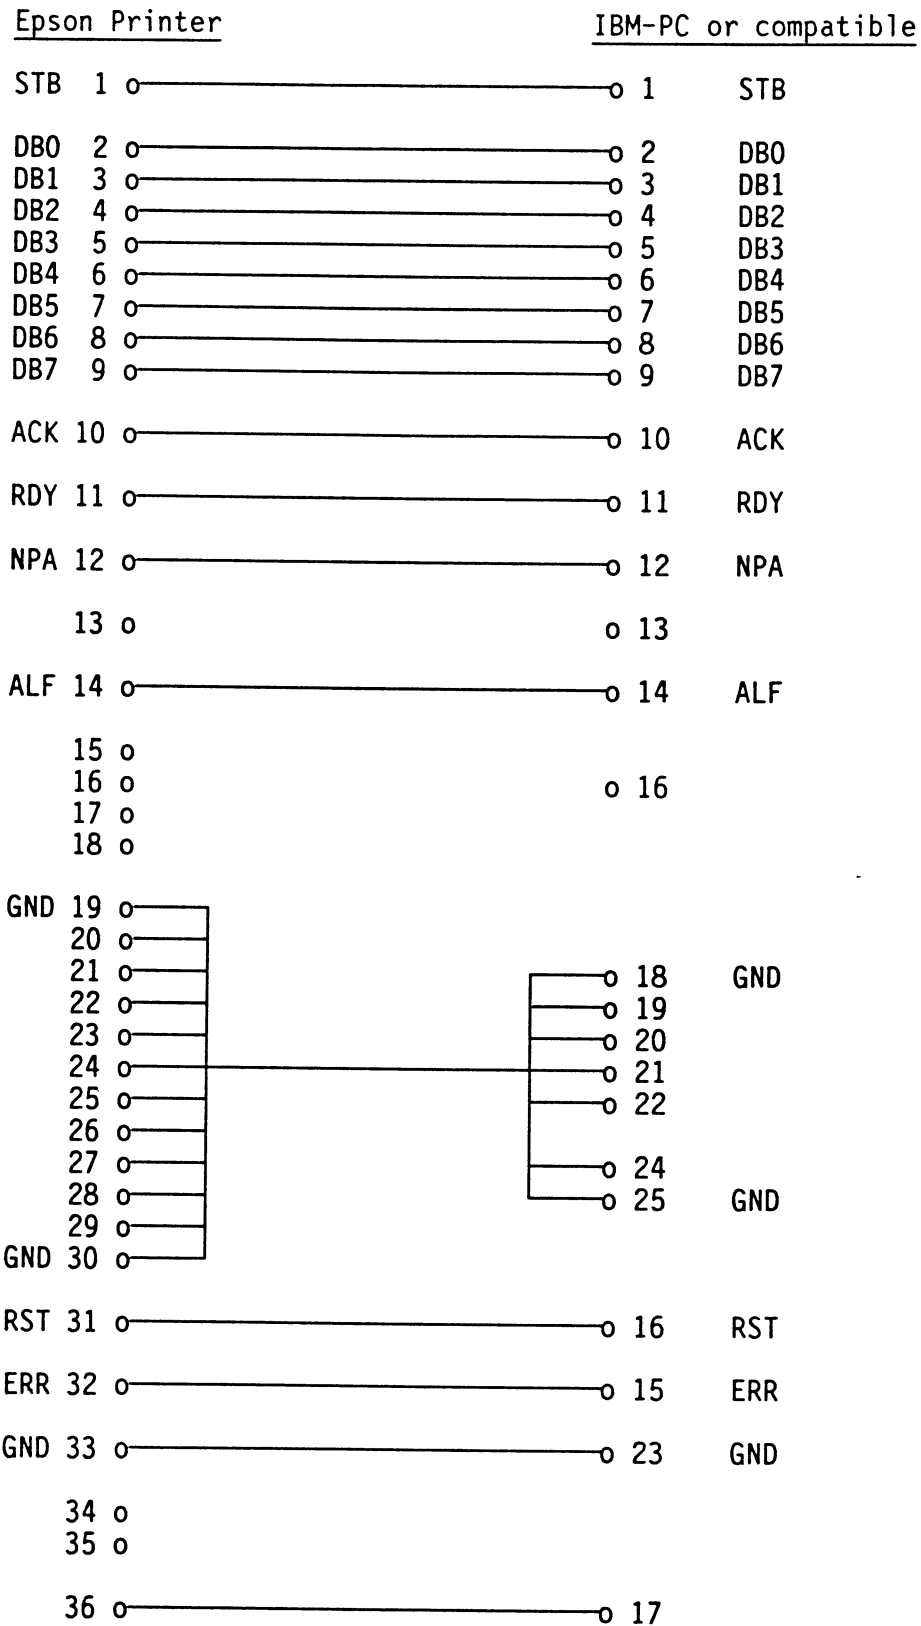 Epson Printer IBM-PC or compatible
STB 1 1 STB
DB0 2 2 DB0
DB1 3 3 DB1
DB2 4 4 DB2
DB3 5 5 DB3
DB4 6 6 DB4
DB5 7 7 DB5
DB6 8 8 DB6
DB7 9 9 DB7
ACK 10 10 ACK
RDY 11 11 RDY
NPA 12 12 NPA
13 13
ALF 14 14 ALF
15
16 16
17
18
GND 19
20
21 18 GND
22 19
23 20
24 21
25 22
26
27 24
28 25 GND
29
GND 30
RST 31 16 RST
ERR 32 15 ERR
GND 33 23 GND
34
35
36 17